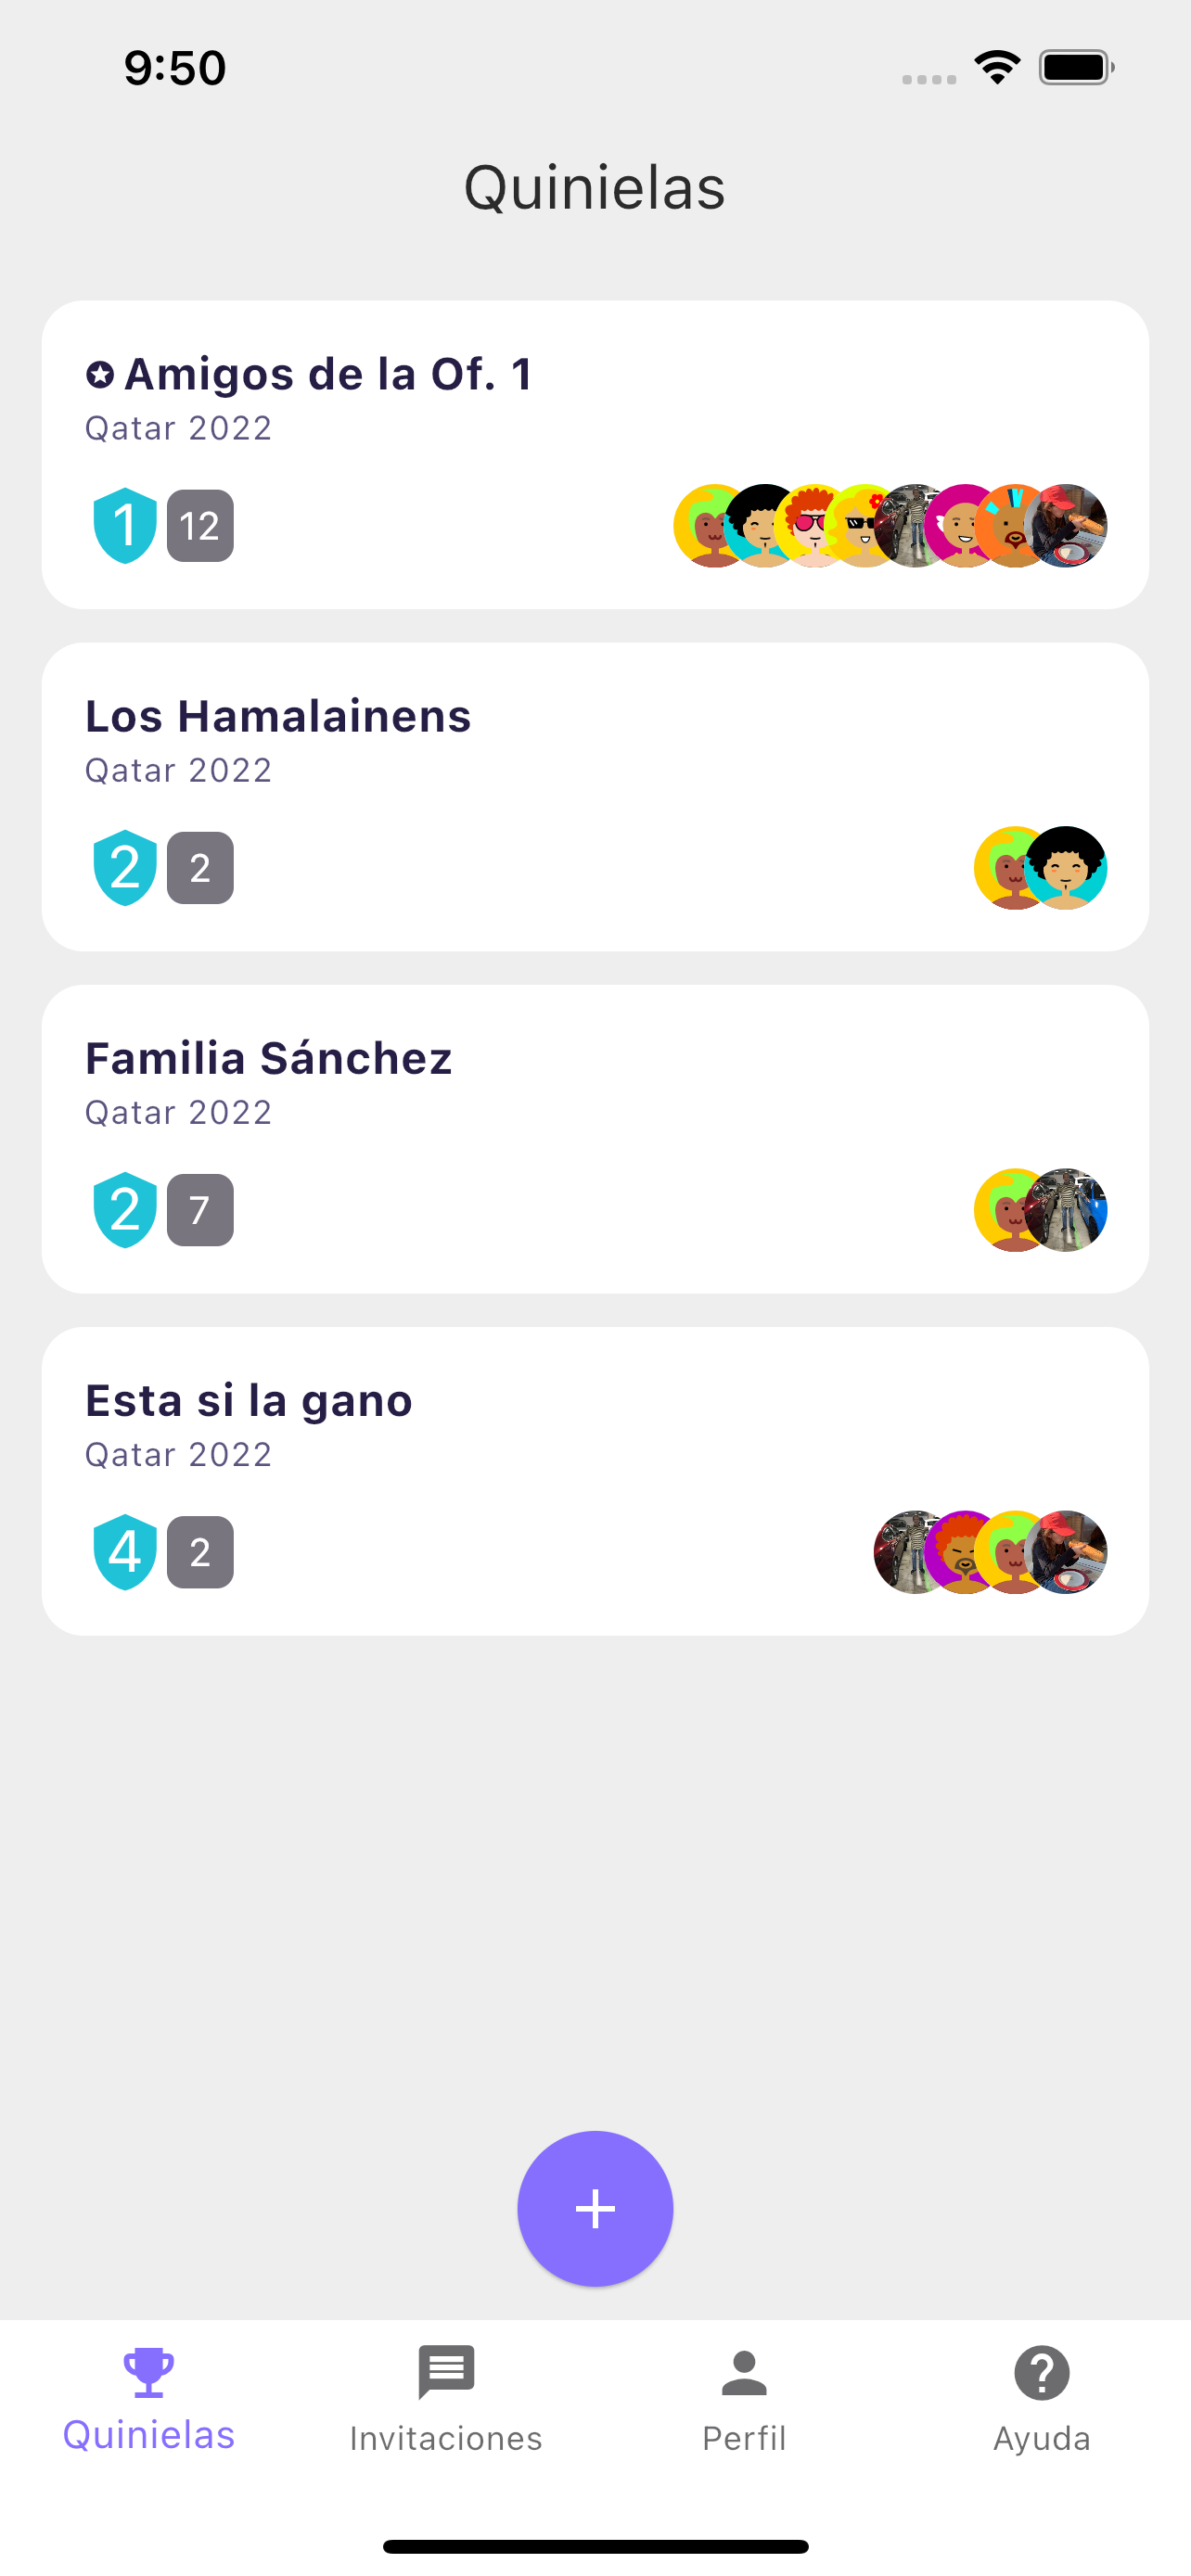 9:50
Quinielas
Amigos de la Of. 1
Qatar 2022
1 12
Los Hamalainens
Qatar 2022
2 2
Familia Sánchez
Qatar 2022
2 7
Esta si la gano
Qatar 2022
4 2
+
Quinielas Invitaciones Perfil Ayuda